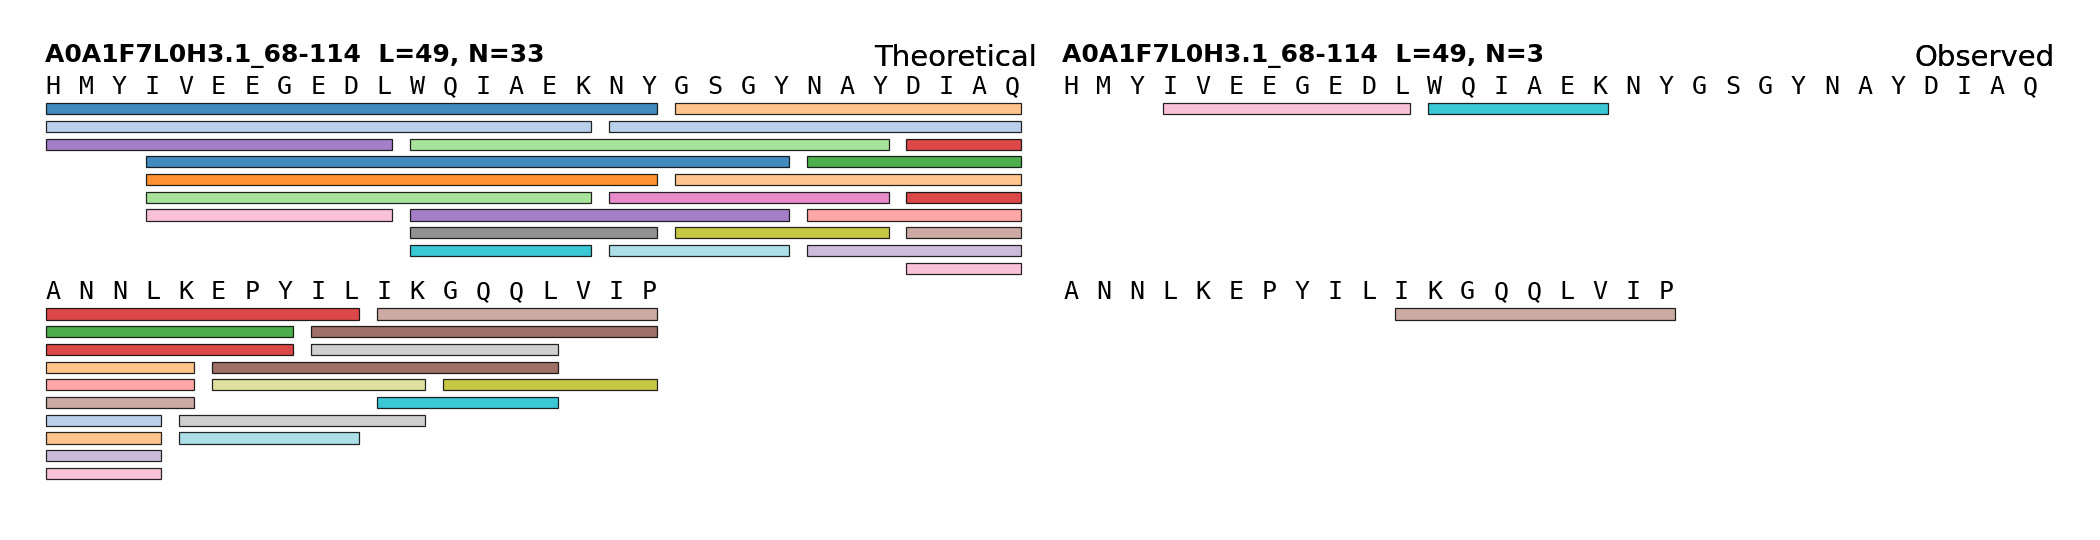 A0A1F7L0H3.1_68-114 L=49, N=33 Theoretical
H M Y I V E E G E D L W Q I A E K N Y G S G Y N A Y D I A Q
A N N L K E P Y I L I K G Q Q L V I P
A0A1F7L0H3.1_68-114 L=49, N=3 Observed
H M Y I V E E G E D L W Q I A E K N Y G S G Y N A Y D I A Q
A N N L K E P Y I L I K G Q Q L V I P